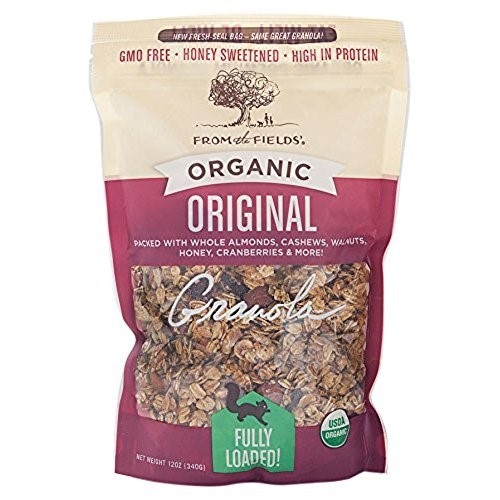 NEW FRESH-SEAL BAG – SAME GREAT GRANOLA!
GMO FREE • HONEY SWEETENED • HIGH IN PROTEIN
FROM the FIELDS®
ORGANIC
ORIGINAL
PACKED WITH WHOLE ALMONDS, CASHEWS, WALNUTS,
HONEY, CRANBERRIES & MORE!
Granola
FULLY
LOADED!
USDA
ORGANIC
NET WEIGHT 12OZ (340G)